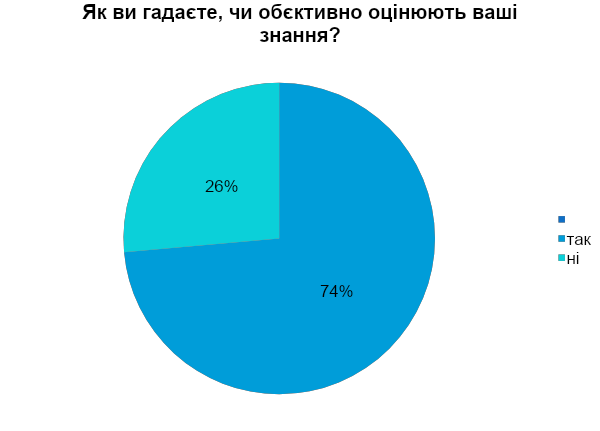 Як ви гадаєте, чи обєктивно оцінюють ваші
знання?
26%
74%
так
ні